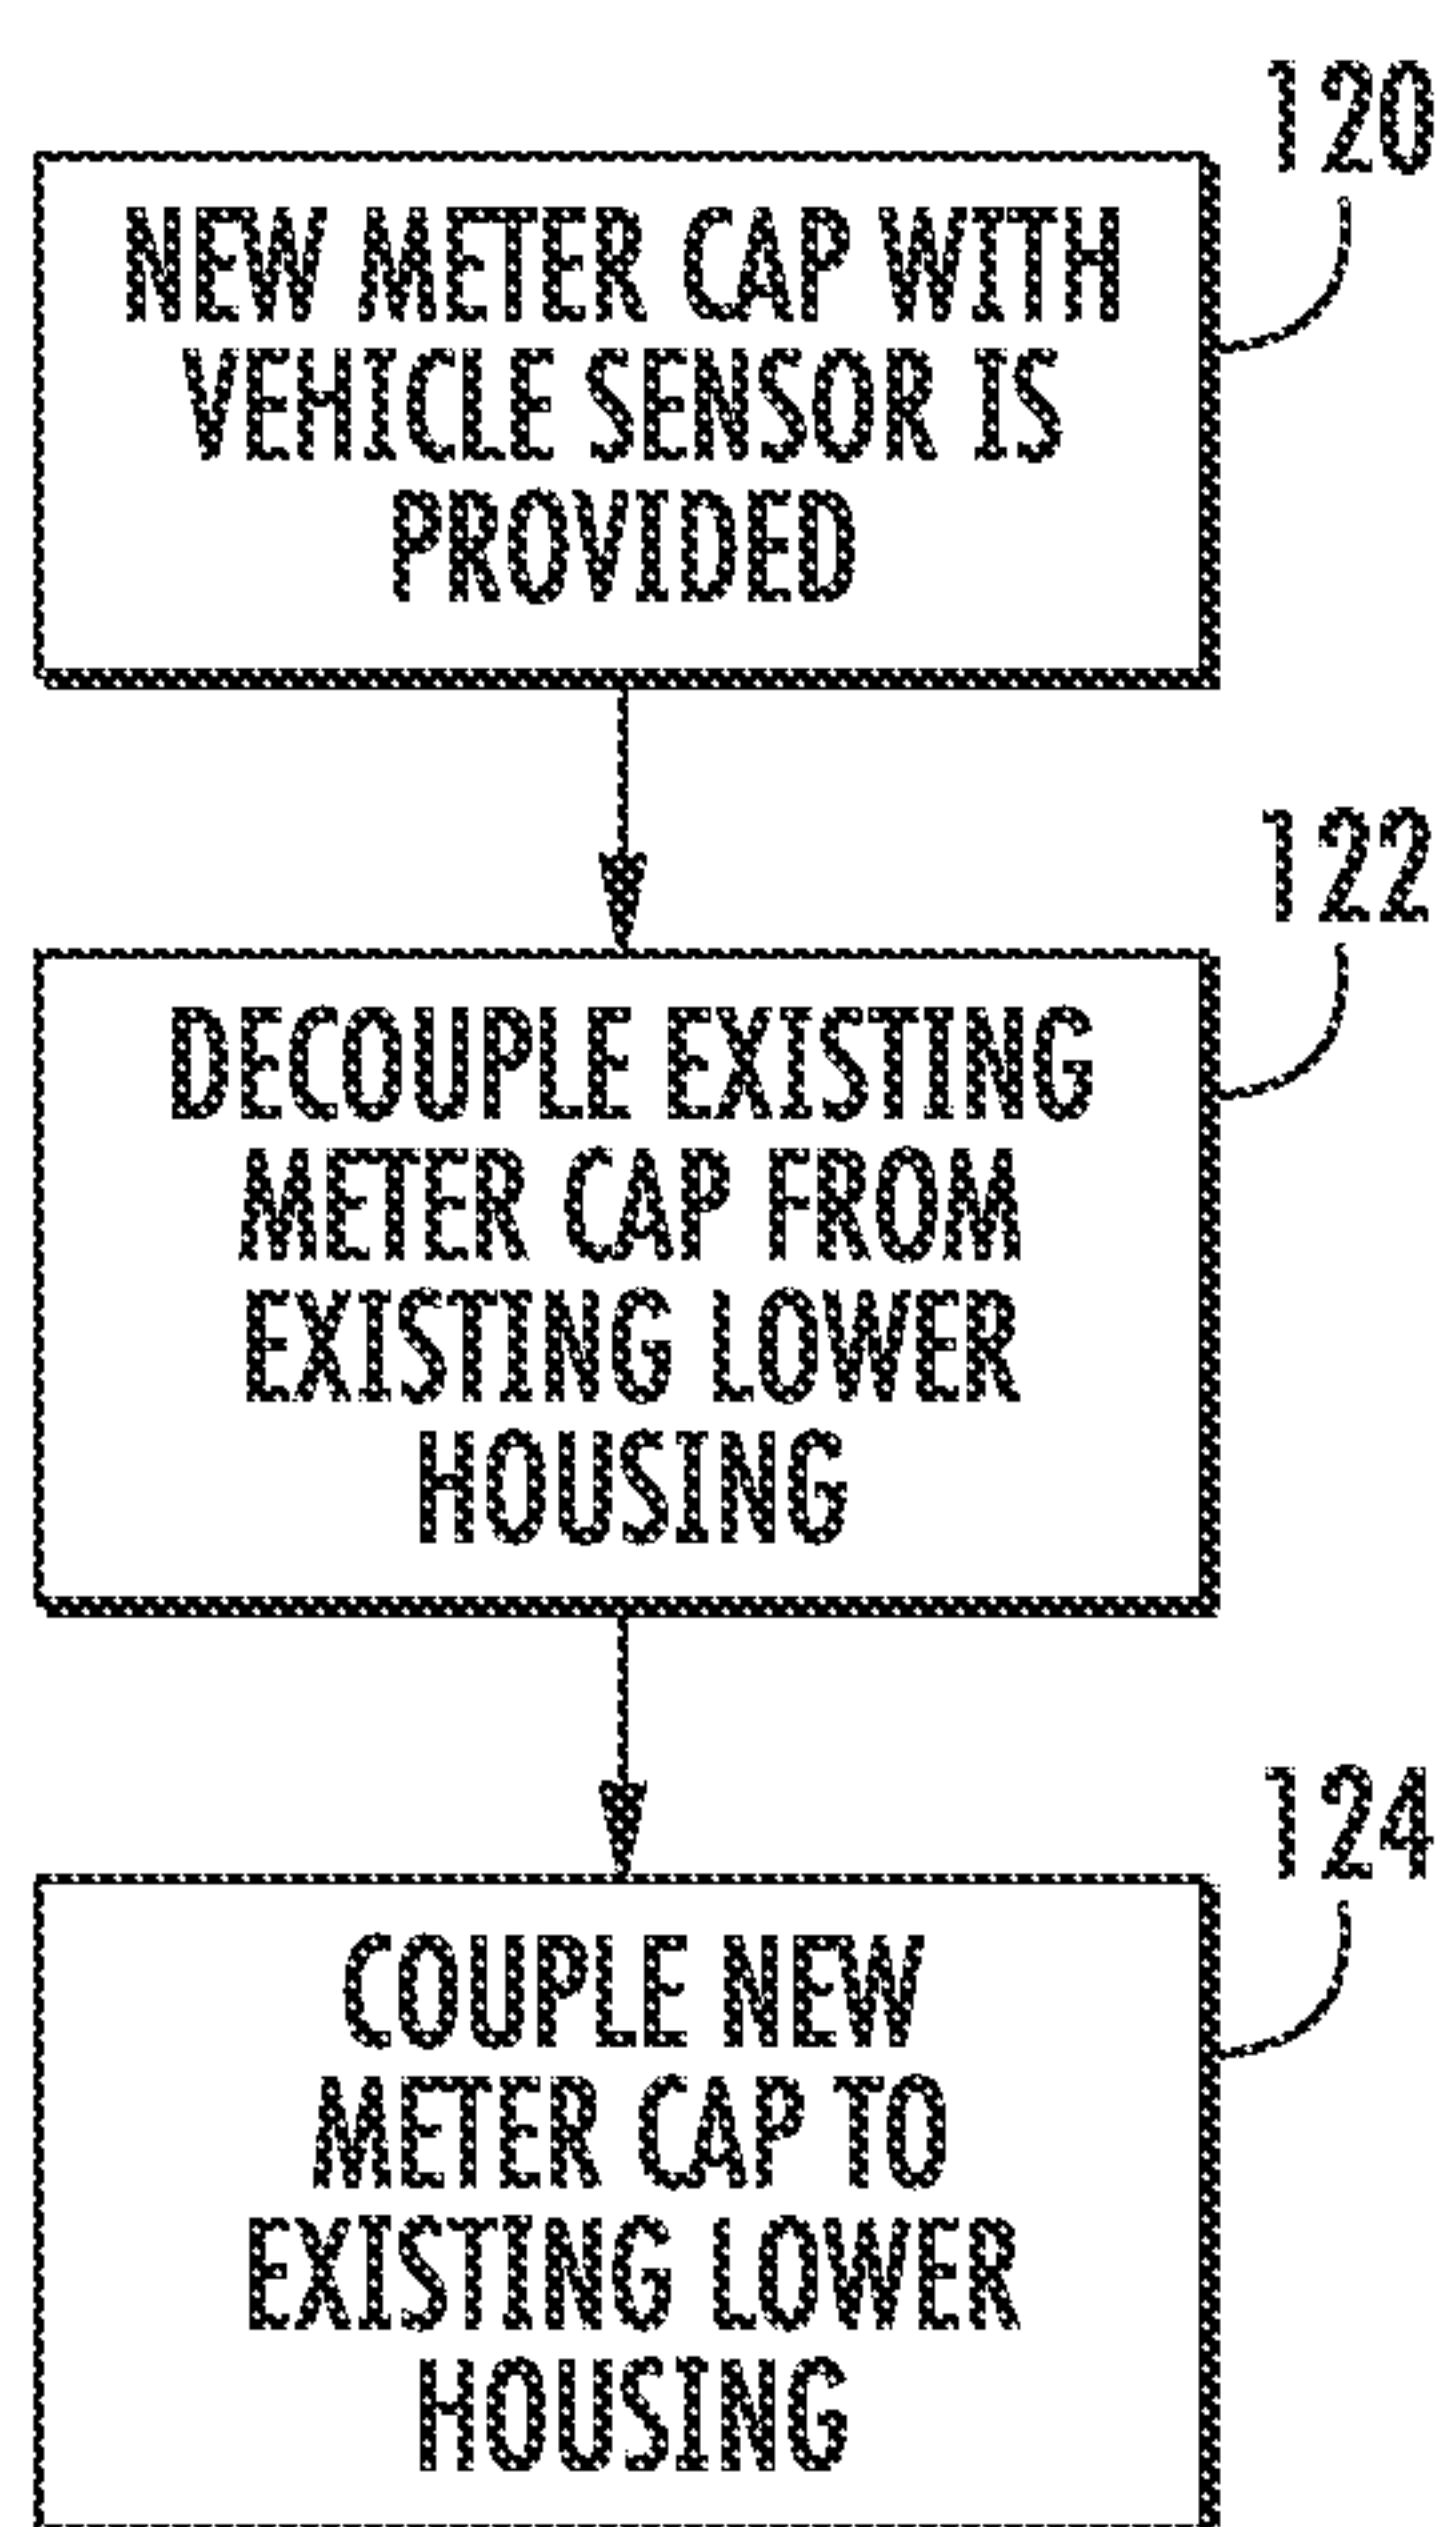 120
NEW METER CAP WITH
VEHICLE SENSOR IS
PROVIDED
122
DECOUPLE EXISTING
METER CAP FROM
EXISTING LOWER
HOUSING
124
COUPLE NEW
METER CAP TO
EXISTING LOWER
HOUSING